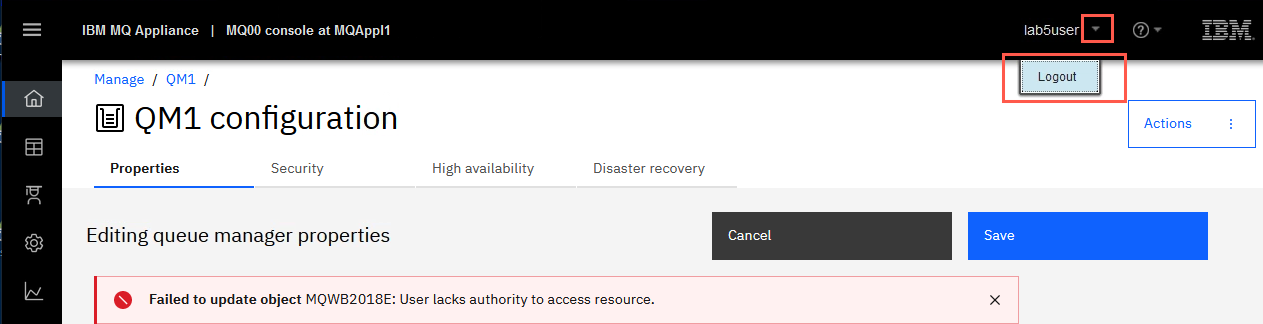 IBM MQ Appliance | MQ00 console at MQAppl1
lab5user
IBM
Logout
Manage / QM1 /
QM1 configuration
Actions
Properties
Security
High availability
Disaster recovery
Editing queue manager properties
Cancel
Save
Failed to update object MQWB2018E: User lacks authority to access resource.